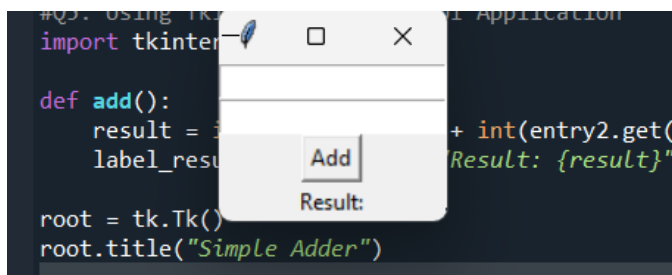 #Q5. Using Tk
Application
import tkinter
def add():
result =
+ int(entry2.get(
label_resu
Result: {result}"
Add
Result:
root = tk.Tk()
root.title("Simple Adder")